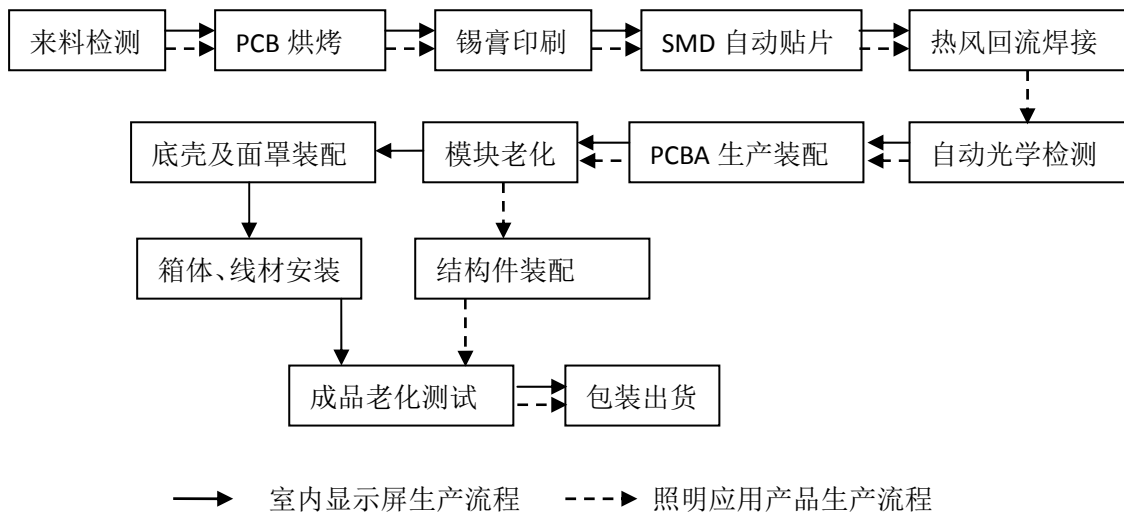 来料检测
PCB 烘烤
锡膏印刷
SMD 自动贴片
热风回流焊接
底壳及面罩装配
模块老化
PCBA 生产装配
自动光学检测
箱体、线材安装
结构件装配
成品老化测试
包装出货
室内显示屏生产流程
照明应用产品生产流程